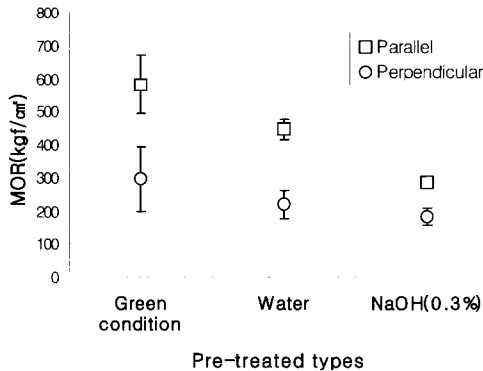 800
700
600
500
400
300
200
100
0
MOR(kgf/㎠)
Parallel
Perpendicular
Green condition
Water
NaOH(0.3%)
Pre-treated types